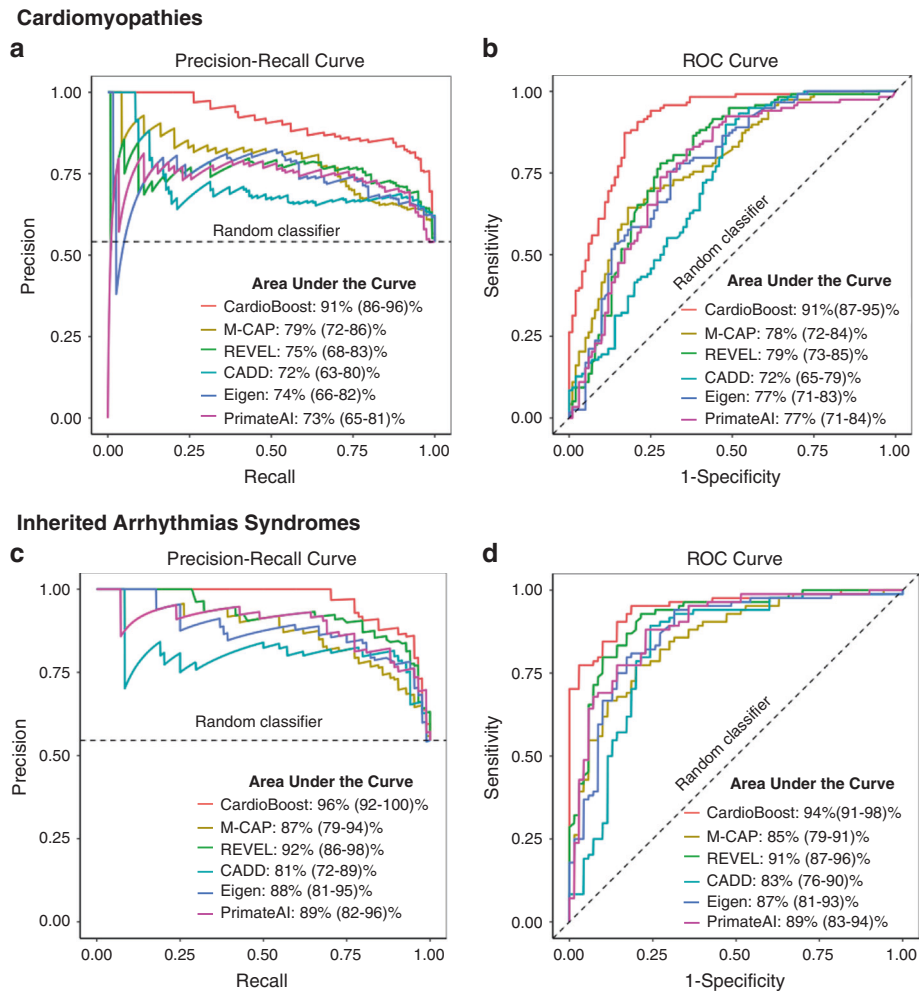 Cardiomyopathies
a
Precision-Recall Curve
1.00
0.75
0.50
0.25
0.00
Precision
Random classifier
Area Under the Curve
CardioBoost: 91% (86-96)%
M-CAP: 79% (72-86)%
REVEL: 75% (68-83)%
CADD: 72% (63-80)%
Eigen: 74% (66-82)%
PrimateAI: 73% (65-81)%
0.00 0.25 0.50 0.75 1.00
Recall
b
ROC Curve
1.00
0.75
0.50
0.25
0.00
Sensitivity
Random classifier
Area Under the Curve
CardioBoost: 91%(87-95)%
M-CAP: 78% (72-84)%
REVEL: 79% (73-85)%
CADD: 72% (65-79)%
Eigen: 77% (71-83)%
PrimateAI: 77% (71-84)%
0.00 0.25 0.50 0.75 1.00
1-Specificity
Inherited Arrhythmias Syndromes
c
Precision-Recall Curve
1.00
0.75
0.50
0.25
0.00
Precision
Random classifier
Area Under the Curve
CardioBoost: 96% (92-100)%
M-CAP: 87% (79-94)%
REVEL: 92% (86-98)%
CADD: 81% (72-89)%
Eigen: 88% (81-95)%
PrimateAI: 89% (82-96)%
0.00 0.25 0.50 0.75 1.00
Recall
d
ROC Curve
1.00
0.75
0.50
0.25
0.00
Sensitivity
Random classifier
Area Under the Curve
CardioBoost: 94%(91-98)%
M-CAP: 85% (79-91)%
REVEL: 91% (87-96)%
CADD: 83% (76-90)%
Eigen: 87% (81-93)%
PrimateAI: 89% (83-94)%
0.00 0.25 0.50 0.75 1.00
1-Specificity